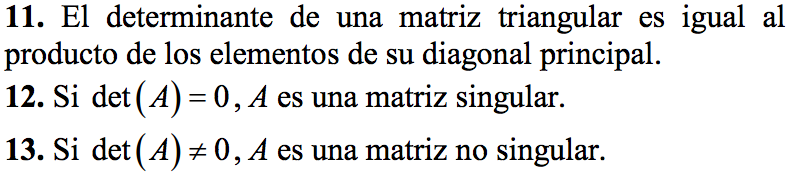 11. El determinante de una matriz triangular es igual al
producto de los elementos de su diagonal principal.
12. Si det(A) = 0, A es una matriz singular.
13. Si det(A) ≠ 0, A es una matriz no singular.